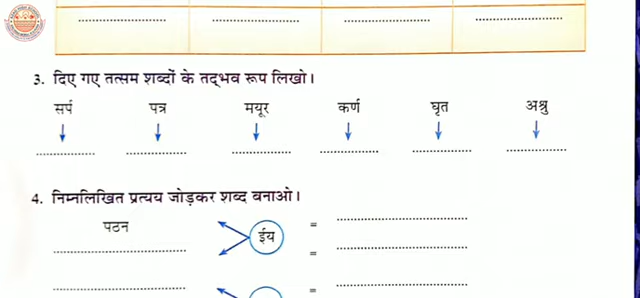 3. दिए गए तत्सम शब्दों के तद्भव रूप लिखो।
सर्प पत्र मयूर कर्ण घृत अश्रु
4. निम्नलिखित प्रत्यय जोड़कर शब्द बनाओ।
पठन
ईय =
=
=